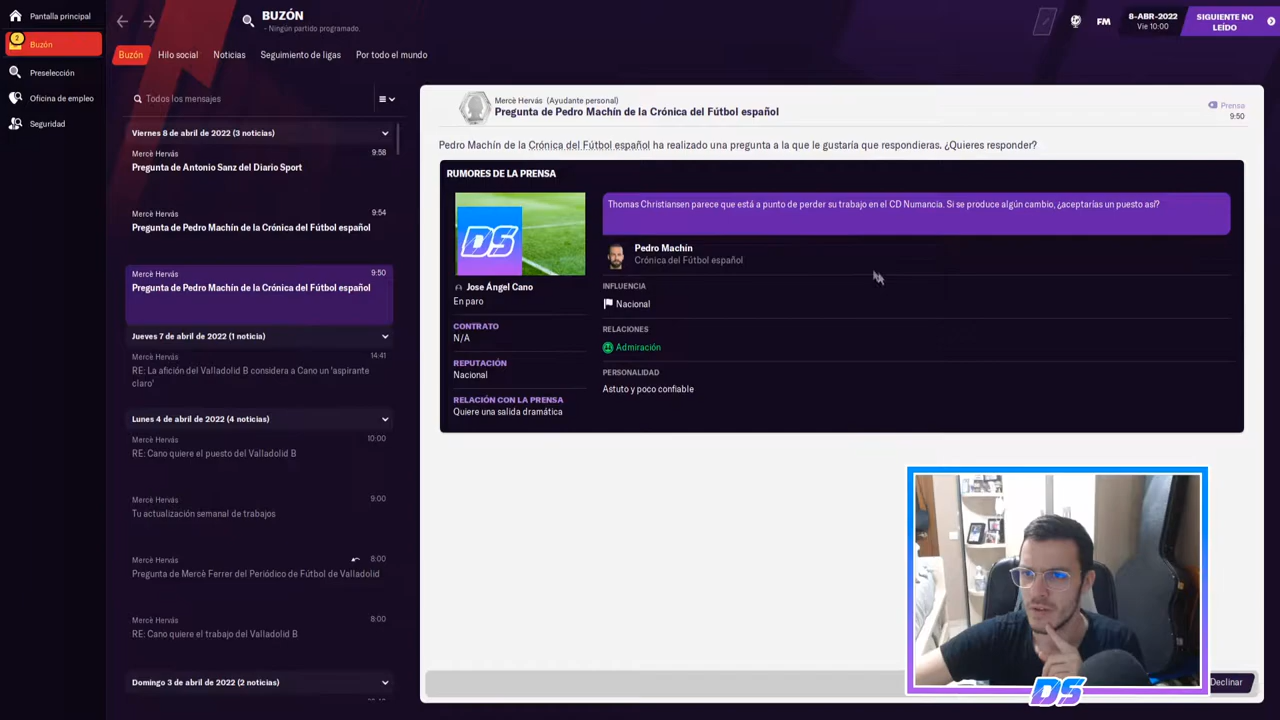 Pantalla principal
2
Buzón
Preselección
Oficina de empleo
Seguridad
BUZÓN
- Ningún partido programado.
FM
8-ABR-2022
Vie 10:00
SIGUIENTE NO
LEÍDO
Buzón
Hilo social
Noticias
Seguimiento de ligas
Por todo el mundo
Todos los mensajes
Viernes 8 de abril de 2022 (3 noticias)
Mercè Hervás
9:58
Pregunta de Antonio Sanz del Diario Sport
Mercè Hervás
9:54
Pregunta de Pedro Machín de la Crónica del Fútbol español
Mercè Hervás
9:50
Pregunta de Pedro Machín de la Crónica del Fútbol español
Jueves 7 de abril de 2022 (1 noticia)
Mercè Hervás
14:41
RE: La afición del Valladolid B considera a Cano un 'aspirante
claro'
Lunes 4 de abril de 2022 (4 noticias)
Mercè Hervás
10:00
RE: Cano quiere el puesto del Valladolid B
Mercè Hervás
9:00
Tu actualización semanal de trabajos
Mercè Hervás
8:00
Pregunta de Mercè Ferrer del Periódico de Fútbol de Valladolid
Mercè Hervás
8:00
RE: Cano quiere el trabajo del Valladolid B
Domingo 3 de abril de 2022 (2 noticias)
Mercè Hervás (Ayudante personal)
Pregunta de Pedro Machín de la Crónica del Fútbol español
Prensa
9:50
Pedro Machín de la Crónica del Fútbol español ha realizado una pregunta a la que le gustaría que respondieras. ¿Quieres responder?
RUMORES DE LA PRENSA
DS
Jose Ángel Cano
En paro
CONTRATO
N/A
REPUTACIÓN
Nacional
RELACIÓN CON LA PRENSA
Quiere una salida dramática
Thomas Christiansen parece que está a punto de perder su trabajo en el CD Numancia. Si se produce algún cambio, ¿aceptarías un puesto así?
Pedro Machín
Crónica del Fútbol español
INFLUENCIA
Nacional
RELACIONES
Admiración
PERSONALIDAD
Astuto y poco confiable
Declinar
DS